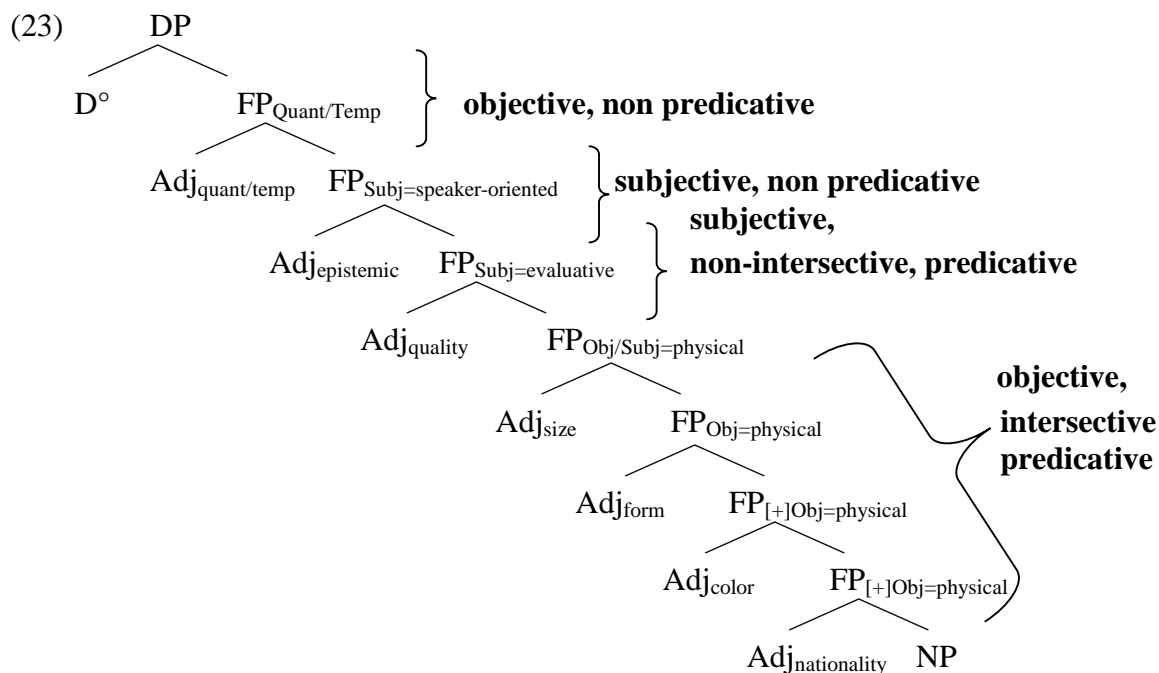 (23) DP
D° FPQuant/Temp objective, non predicative
Adjquant/temp FPSubj=speaker-oriented subjective, non predicative
subjective,
Adjepistemic FPSubj=evaluative non-intersective, predicative
Adjquality FPObj/Subj=physical
objective,
Adjsize FPObj=physical intersective
predicative
Adjform FP[+]Obj=physical
Adjcolor FP[+]Obj=physical
Adjnationality NP